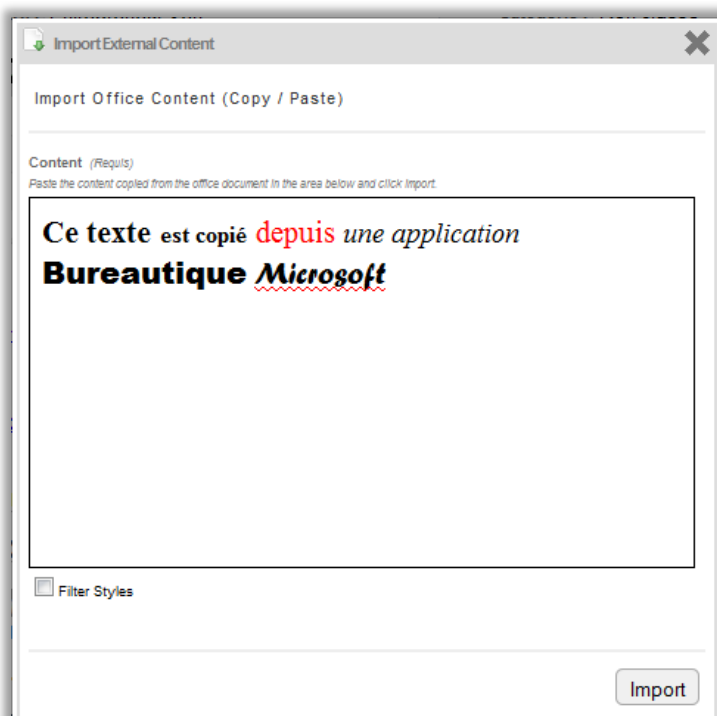 Import External Content
Import Office Content (Copy / Paste)
Content (Requis)
Paste the content copied from the office document in the area below and click Import.
Ce texte est copié depuis une application
Bureautique Microsoft
Filter Styles
Import